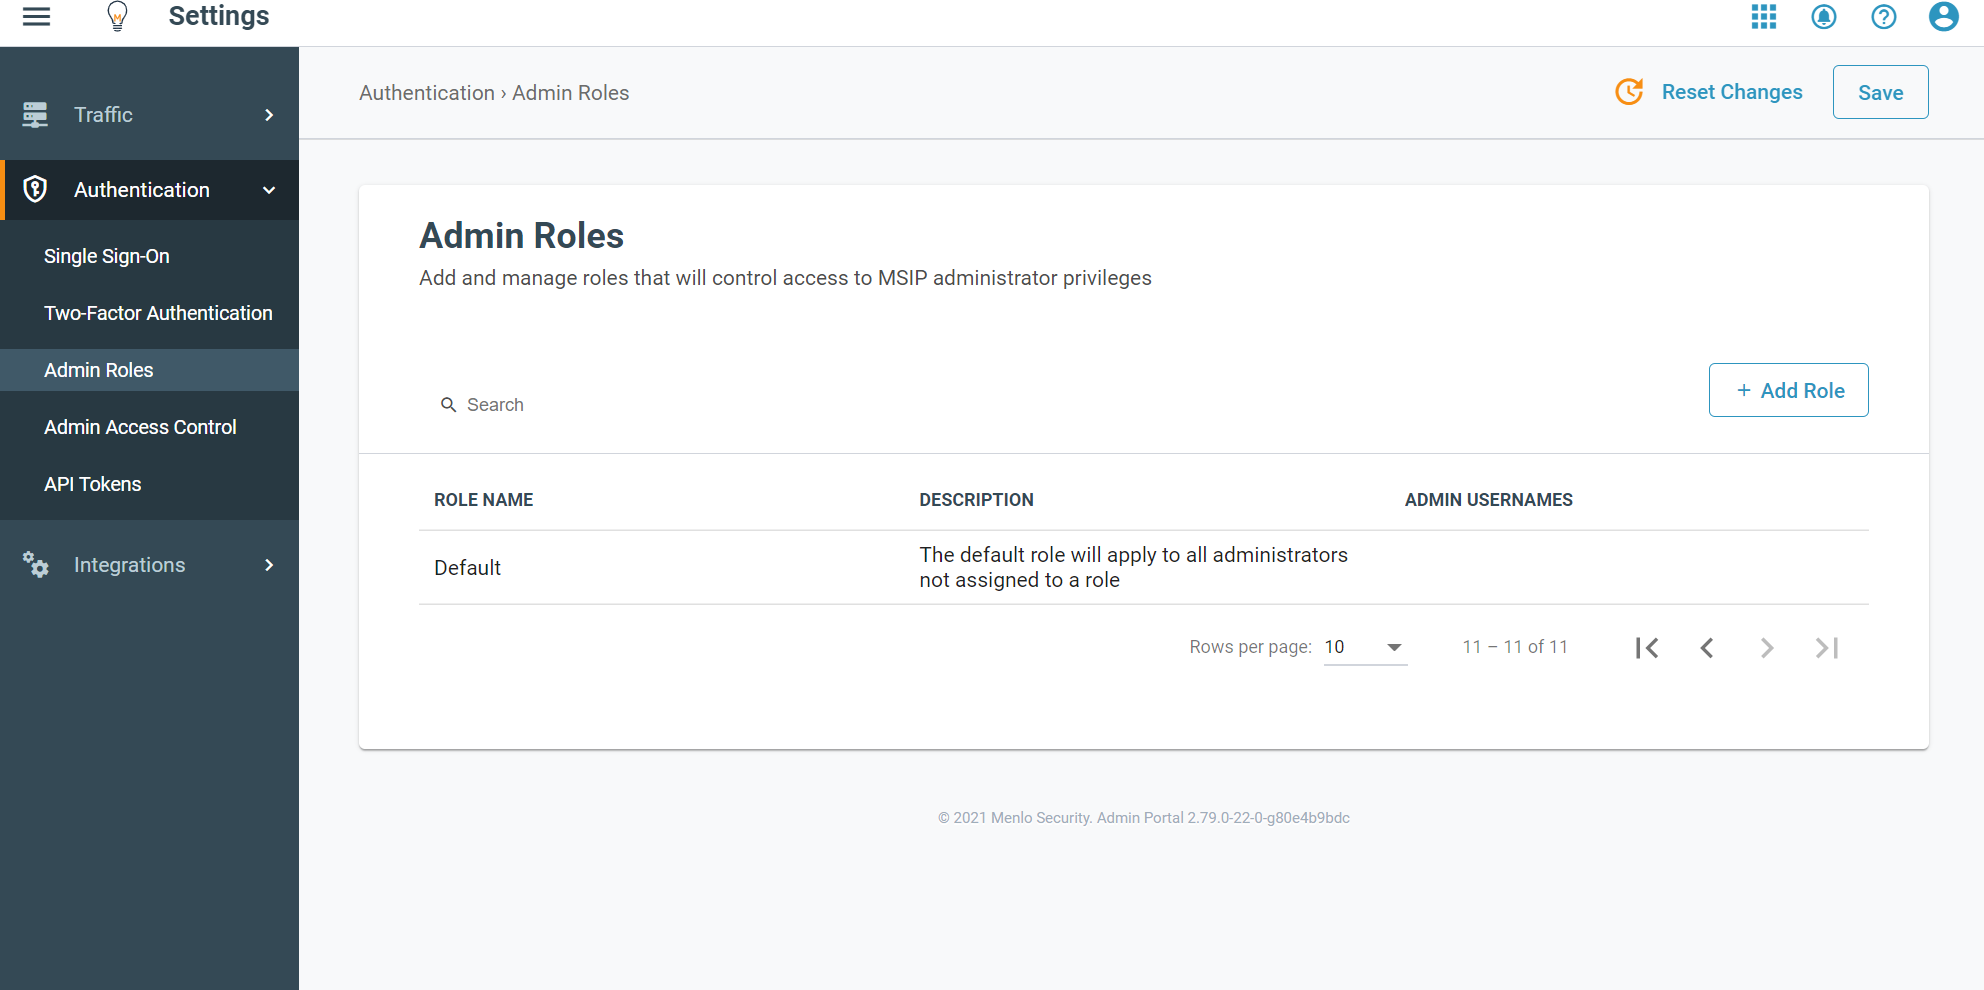 Settings
Traffic
Authentication
Single Sign-On
Two-Factor Authentication
Admin Roles
Admin Access Control
API Tokens
Integrations
Authentication › Admin Roles
Reset Changes
Save
Admin Roles
Add and manage roles that will control access to MSIP administrator privileges
Search
+ Add Role
ROLE NAME DESCRIPTION ADMIN USERNAMES
Default
The default role will apply to all administrators
not assigned to a role
Rows per page: 10 11 – 11 of 11
© 2021 Menlo Security. Admin Portal 2.79.0-22-0-g80e4b9bdc